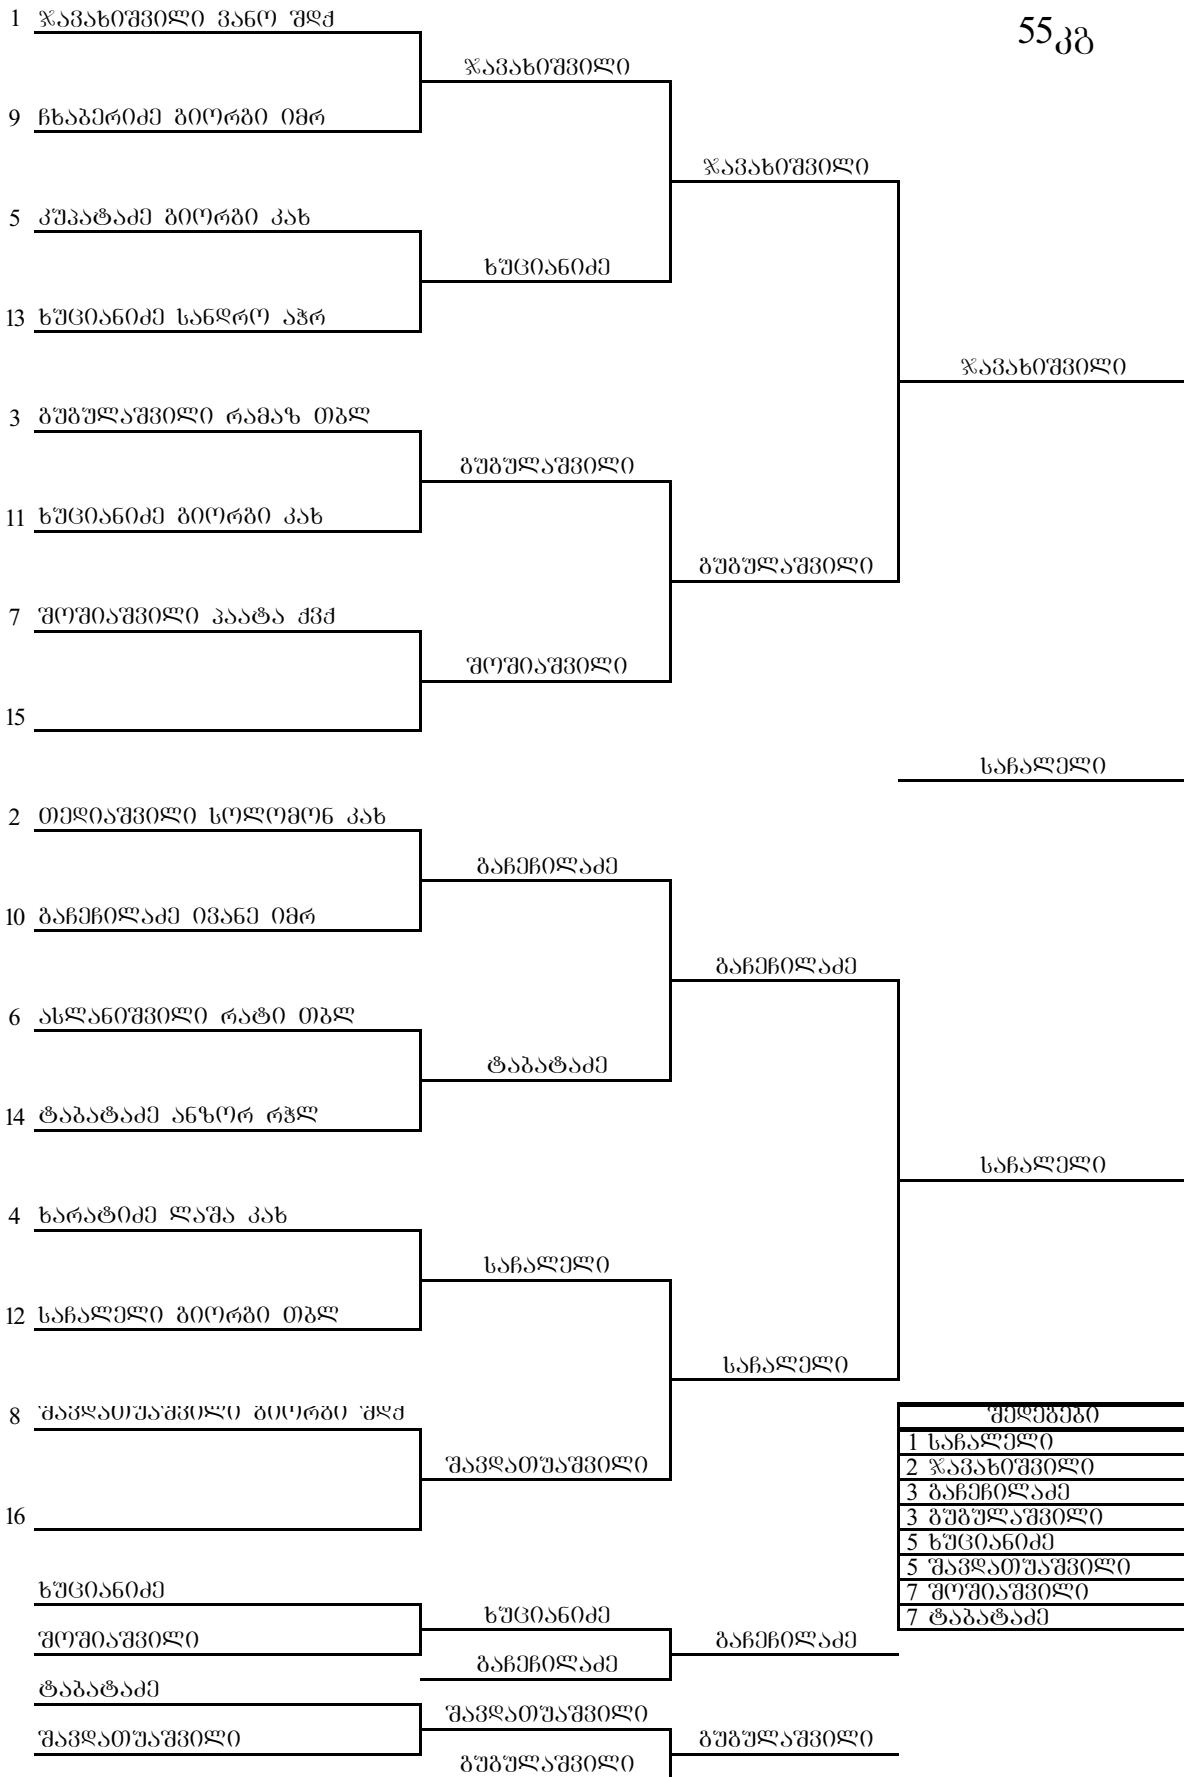 55კგ
1 ჯავახიშვილი ვანო შდქ
ჯავახიშვილი
9 ჩხაბერიძე გიორგი იმრ
ჯავახიშვილი
5 კუპატაძე გიორგი კახ
ხუციანიძე
13 ხუციანიძე სანდრო აჭრ
ჯავახიშვილი
3 გუგულაშვილი რამაზ თბლ
გუგულაშვილი
11 ხუციანიძე გიორგი კახ
გუგულაშვილი
7 შოშიაშვილი პაატა ქვქ
შოშიაშვილი
15
საჩალელი
2 თედიაშვილი სოლომონ კახ
გაჩეჩილაძე
10 გაჩეჩილაძე ივანე იმრ
გაჩეჩილაძე
6 ასლანიშვილი რატი თბლ
ტაბატაძე
14 ტაბატაძე ანზორ რჭლ
საჩალელი
4 ხარატიძე ლაშა კახ
საჩალელი
12 საჩალელი გიორგი თბლ
საჩალელი
8 შავდათუაშვილი გიორგი შდქ
შავდათუაშვილი
16
შედეგები
1 საჩალელი
2 ჯავახიშვილი
3 გაჩეჩილაძე
3 გუგულაშვილი
5 ხუციანიძე
5 შავდათუაშვილი
7 შოშიაშვილი
7 ტაბატაძე
ხუციანიძე
ხუციანიძე
შოშიაშვილი
გაჩეჩილაძე
გაჩეჩილაძე
ტაბატაძე
შავდათუაშვილი
შავდათუაშვილი
გუგულაშვილი
გუგულაშვილი